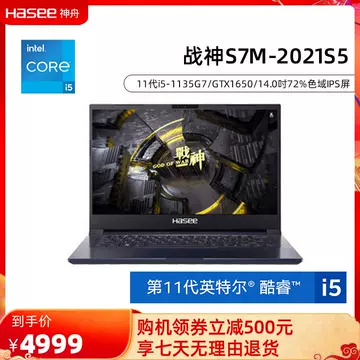 Hasee 神舟
intel
CORE
i5
战神S7M-2021S5
11代i5-1135G7/GTX1650/14.0吋72%色域IPS屏
戰神
GOD OF WAR
Hasee
第11代英特尔® 酷睿™ i5
到手价
¥4999
购机领券立减500元
享七天无理由退货